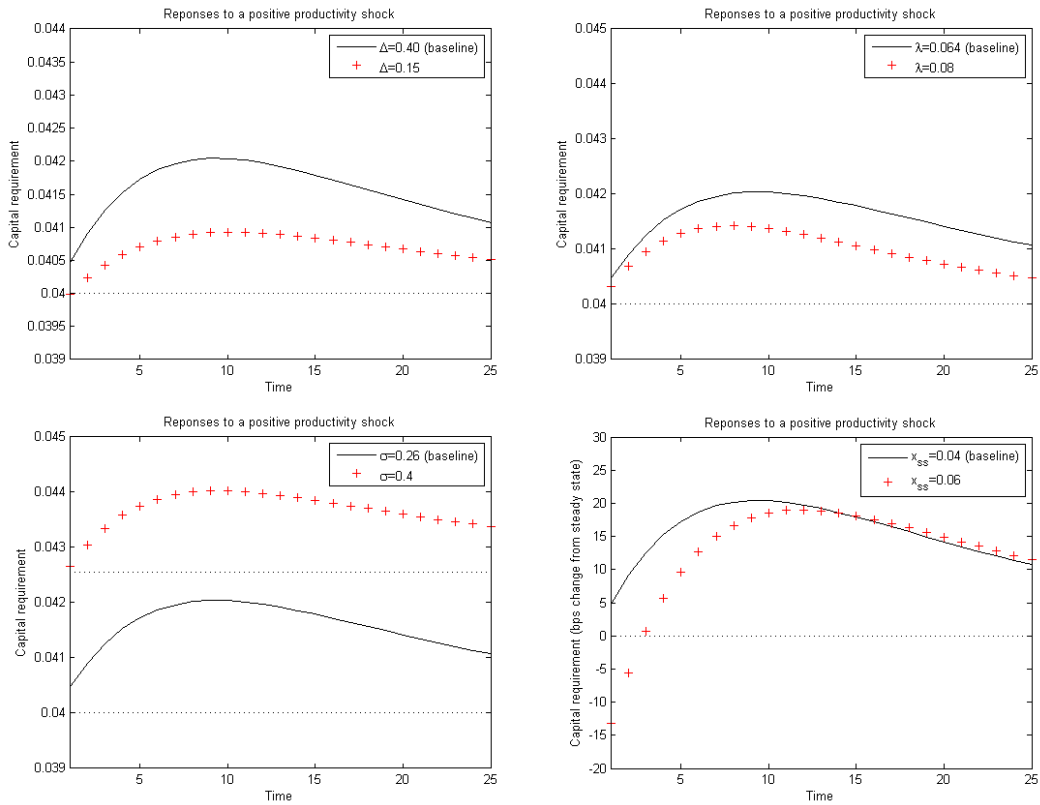 Reponses to a positive productivity shock
0.044
0.0435
0.043
0.0425
0.042
0.0415
0.041
0.0405
0.04
0.0395
0.039
Capital requirement
Δ=0.40 (baseline)
Δ=0.15
5
10
15
20
25
Time
Reponses to a positive productivity shock
0.045
0.044
0.043
0.042
0.041
0.04
0.039
Capital requirement
λ=0.064 (baseline)
λ=0.08
5
10
15
20
25
Time
Reponses to a positive productivity shock
0.045
0.044
0.043
0.042
0.041
0.04
0.039
Capital requirement
σ=0.26 (baseline)
σ=0.4
5
10
15
20
25
Time
Reponses to a positive productivity shock
30
25
20
15
10
5
0
-5
-10
-15
-20
Capital requirement (bps change from steady state)
x_ss=0.04 (baseline)
x_ss=0.06
5
10
15
20
25
Time